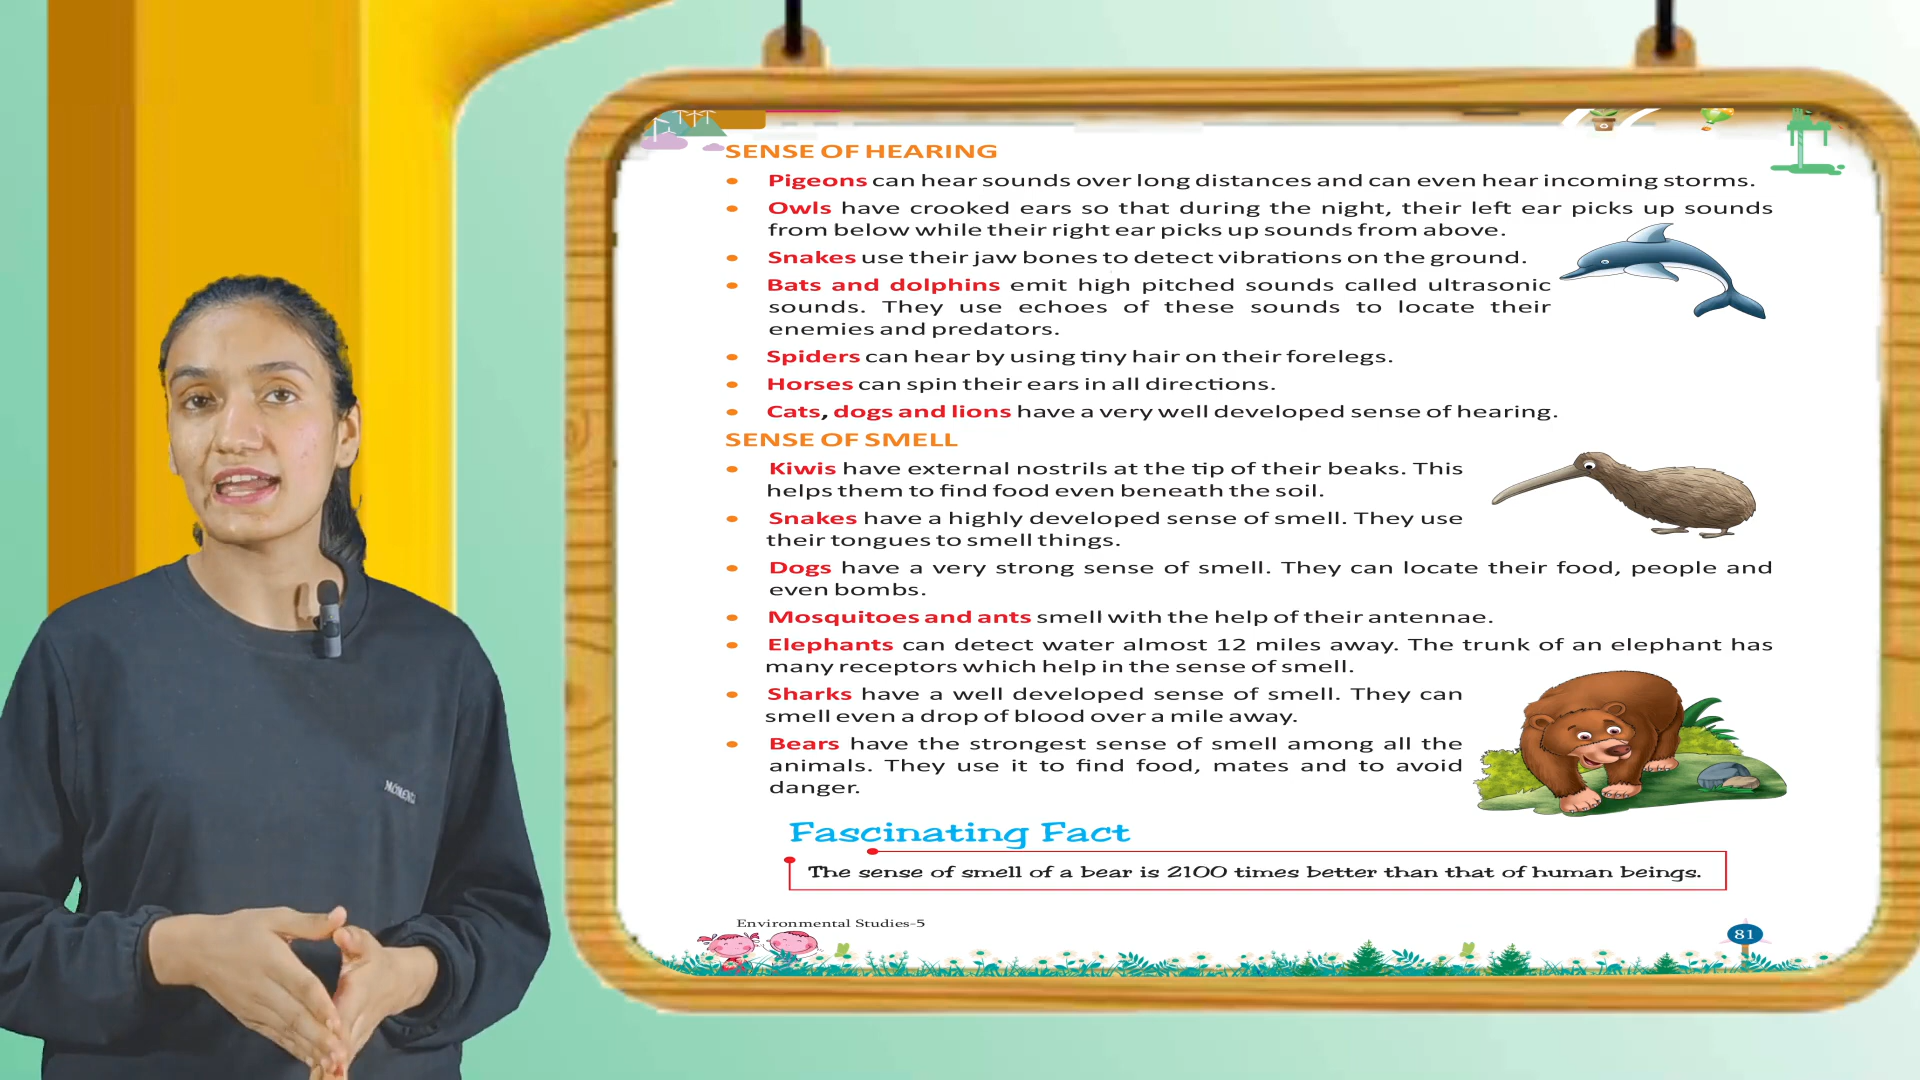 SENSE OF HEARING
• Pigeons can hear sounds over long distances and can even hear incoming storms.
• Owls have crooked ears so that during the night, their left ear picks up sounds
from below while their right ear picks up sounds from above.
• Snakes use their jaw bones to detect vibrations on the ground.
• Bats and dolphins emit high pitched sounds called ultrasonic
sounds. They use echoes of these sounds to locate their
enemies and predators.
• Spiders can hear by using tiny hair on their forelegs.
• Horses can spin their ears in all directions.
• Cats, dogs and lions have a very well developed sense of hearing.
SENSE OF SMELL
• Kiwis have external nostrils at the tip of their beaks. This
helps them to find food even beneath the soil.
• Snakes have a highly developed sense of smell. They use
their tongues to smell things.
• Dogs have a very strong sense of smell. They can locate their food, people and
even bombs.
• Mosquitoes and ants smell with the help of their antennae.
• Elephants can detect water almost 12 miles away. The trunk of an elephant has
many receptors which help in the sense of smell.
• Sharks have a well developed sense of smell. They can
smell even a drop of blood over a mile away.
• Bears have the strongest sense of smell among all the
animals. They use it to find food, mates and to avoid
danger.
Fascinating Fact
The sense of smell of a bear is 2100 times better than that of human beings.
Environmental Studies-5
81